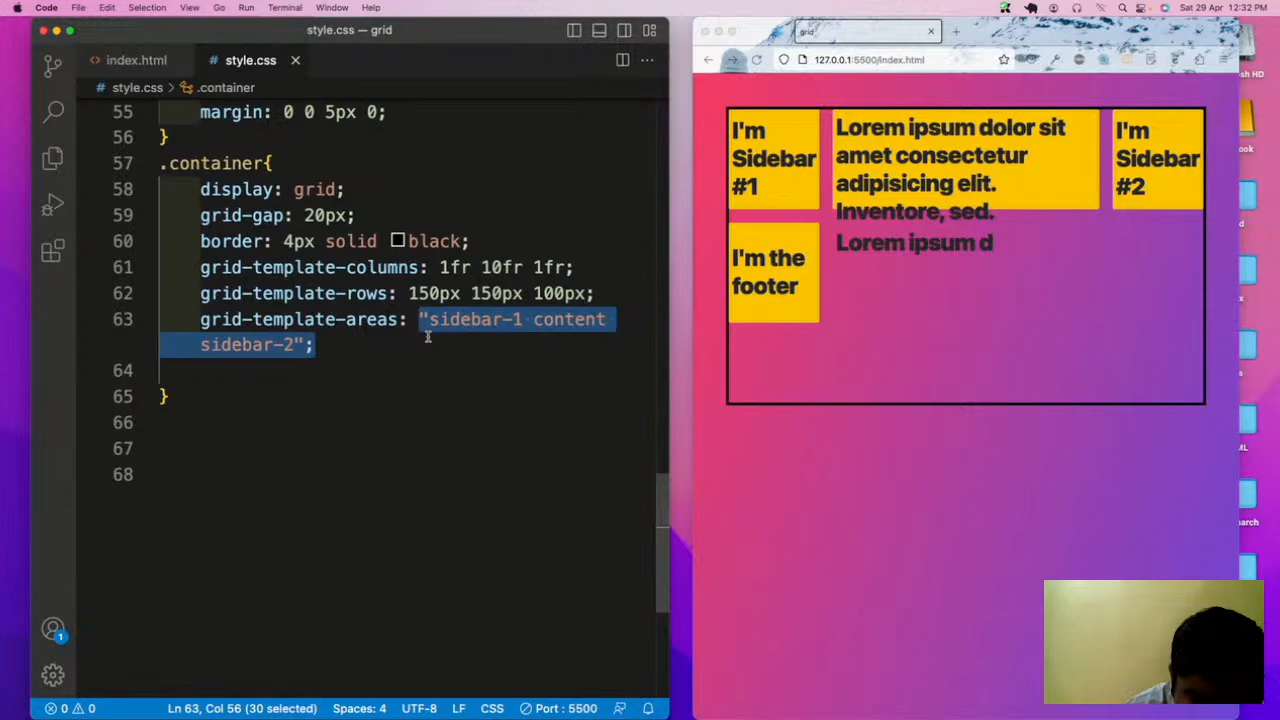 Code File Edit Selection View Go Run Terminal Window Help
Sat 29 Apr 12:32 PM
style.css — grid
index.html
style.css
style.css > .container
55 margin: 0 0 5px 0;
56 }
57 .container{
58 display: grid;
59 grid-gap: 20px;
60 border: 4px solid black;
61 grid-template-columns: 1fr 10fr 1fr;
62 grid-template-rows: 150px 150px 100px;
63 grid-template-areas: "sidebar-1 content
sidebar-2";
64
65 }
66
67
68
1
0 0
Ln 63, Col 56 (30 selected)
Spaces: 4
UTF-8
LF
CSS
Port : 5500
grid
127.0.0.1:5500/index.html
I'm
Sidebar
#1
Lorem ipsum dolor sit
amet consectetur
adipisicing elit.
Inventore, sed.
Lorem ipsum d
I'm
Sidebar
#2
I'm the
footer